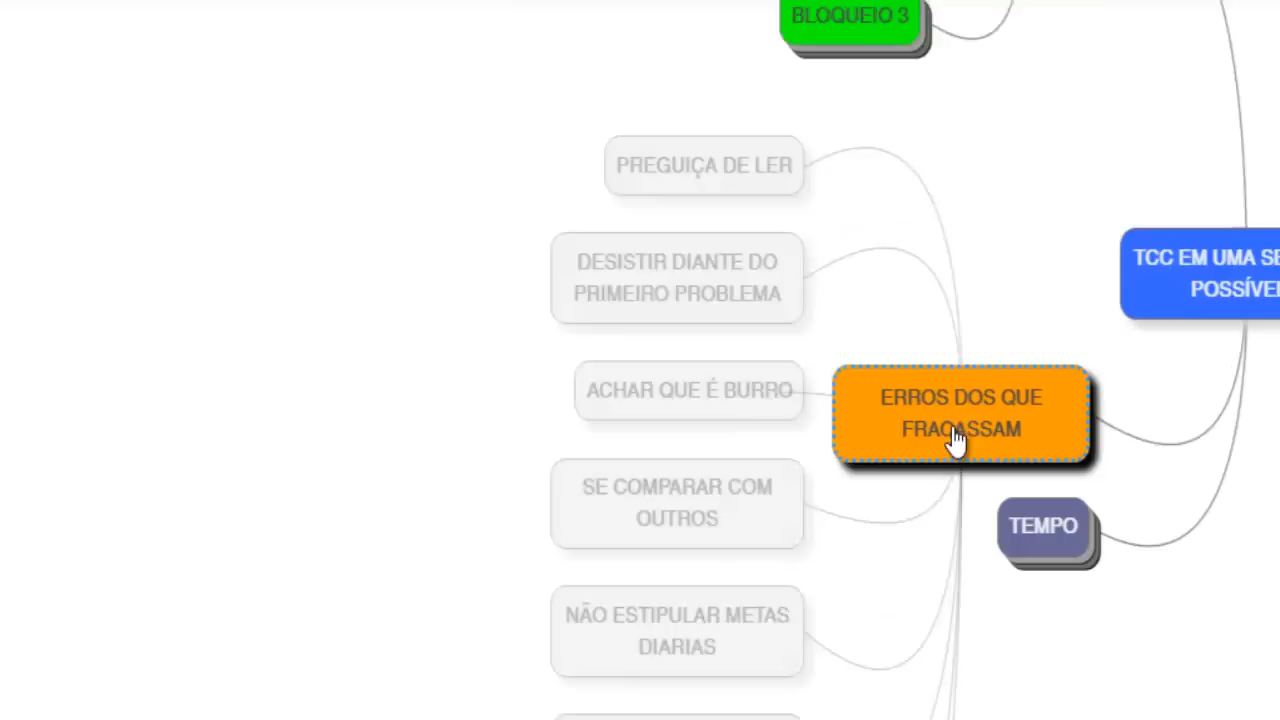 BLOQUEIO 3
PREGUIÇA DE LER
DESISTIR DIANTE DO
PRIMEIRO PROBLEMA
ACHAR QUE É BURRO
SE COMPARAR COM
OUTROS
NÃO ESTIPULAR METAS
DIARIAS
ERROS DOS QUE
FRACASSAM
TEMPO
TCC EM UMA SE
POSSÍVEL